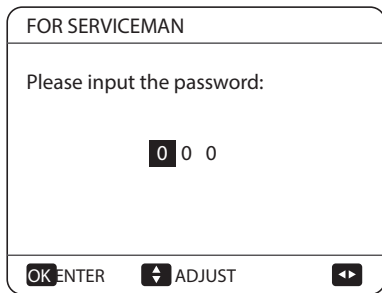 FOR SERVICEMAN
Please input the password:
0 0 0
OK ENTER ADJUST